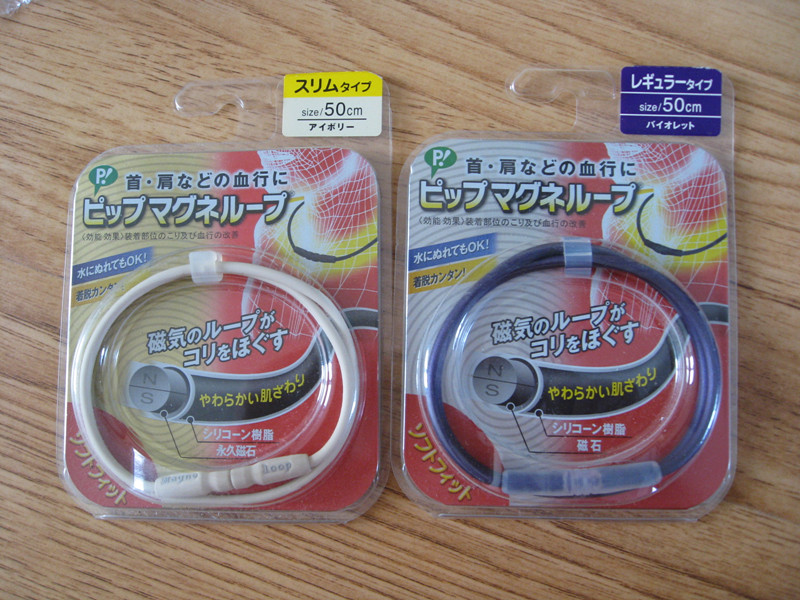 スリムタイプ
size/50cm
アイボリー
P!
首・肩などの血行に
ピップマグネループ
〈効能・効果〉装着部位のこり及び血行の改善
水にぬれてもOK!
着脱カンタン!
磁気のループが
コリをほぐす
N
S
やわらかい肌ざわり
シリコーン樹脂
永久磁石
ソフトフィット
Magne Loop
レギュラータイプ
size/50cm
バイオレット
P!
首・肩などの血行に
ピップマグネループ
〈効能・効果〉装着部位のこり及び血行の改善
水にぬれてもOK!
着脱カンタン!
磁気のループが
コリをほぐす
N
S
やわらかい肌ざわり
シリコーン樹脂
磁石
ソフトフィット